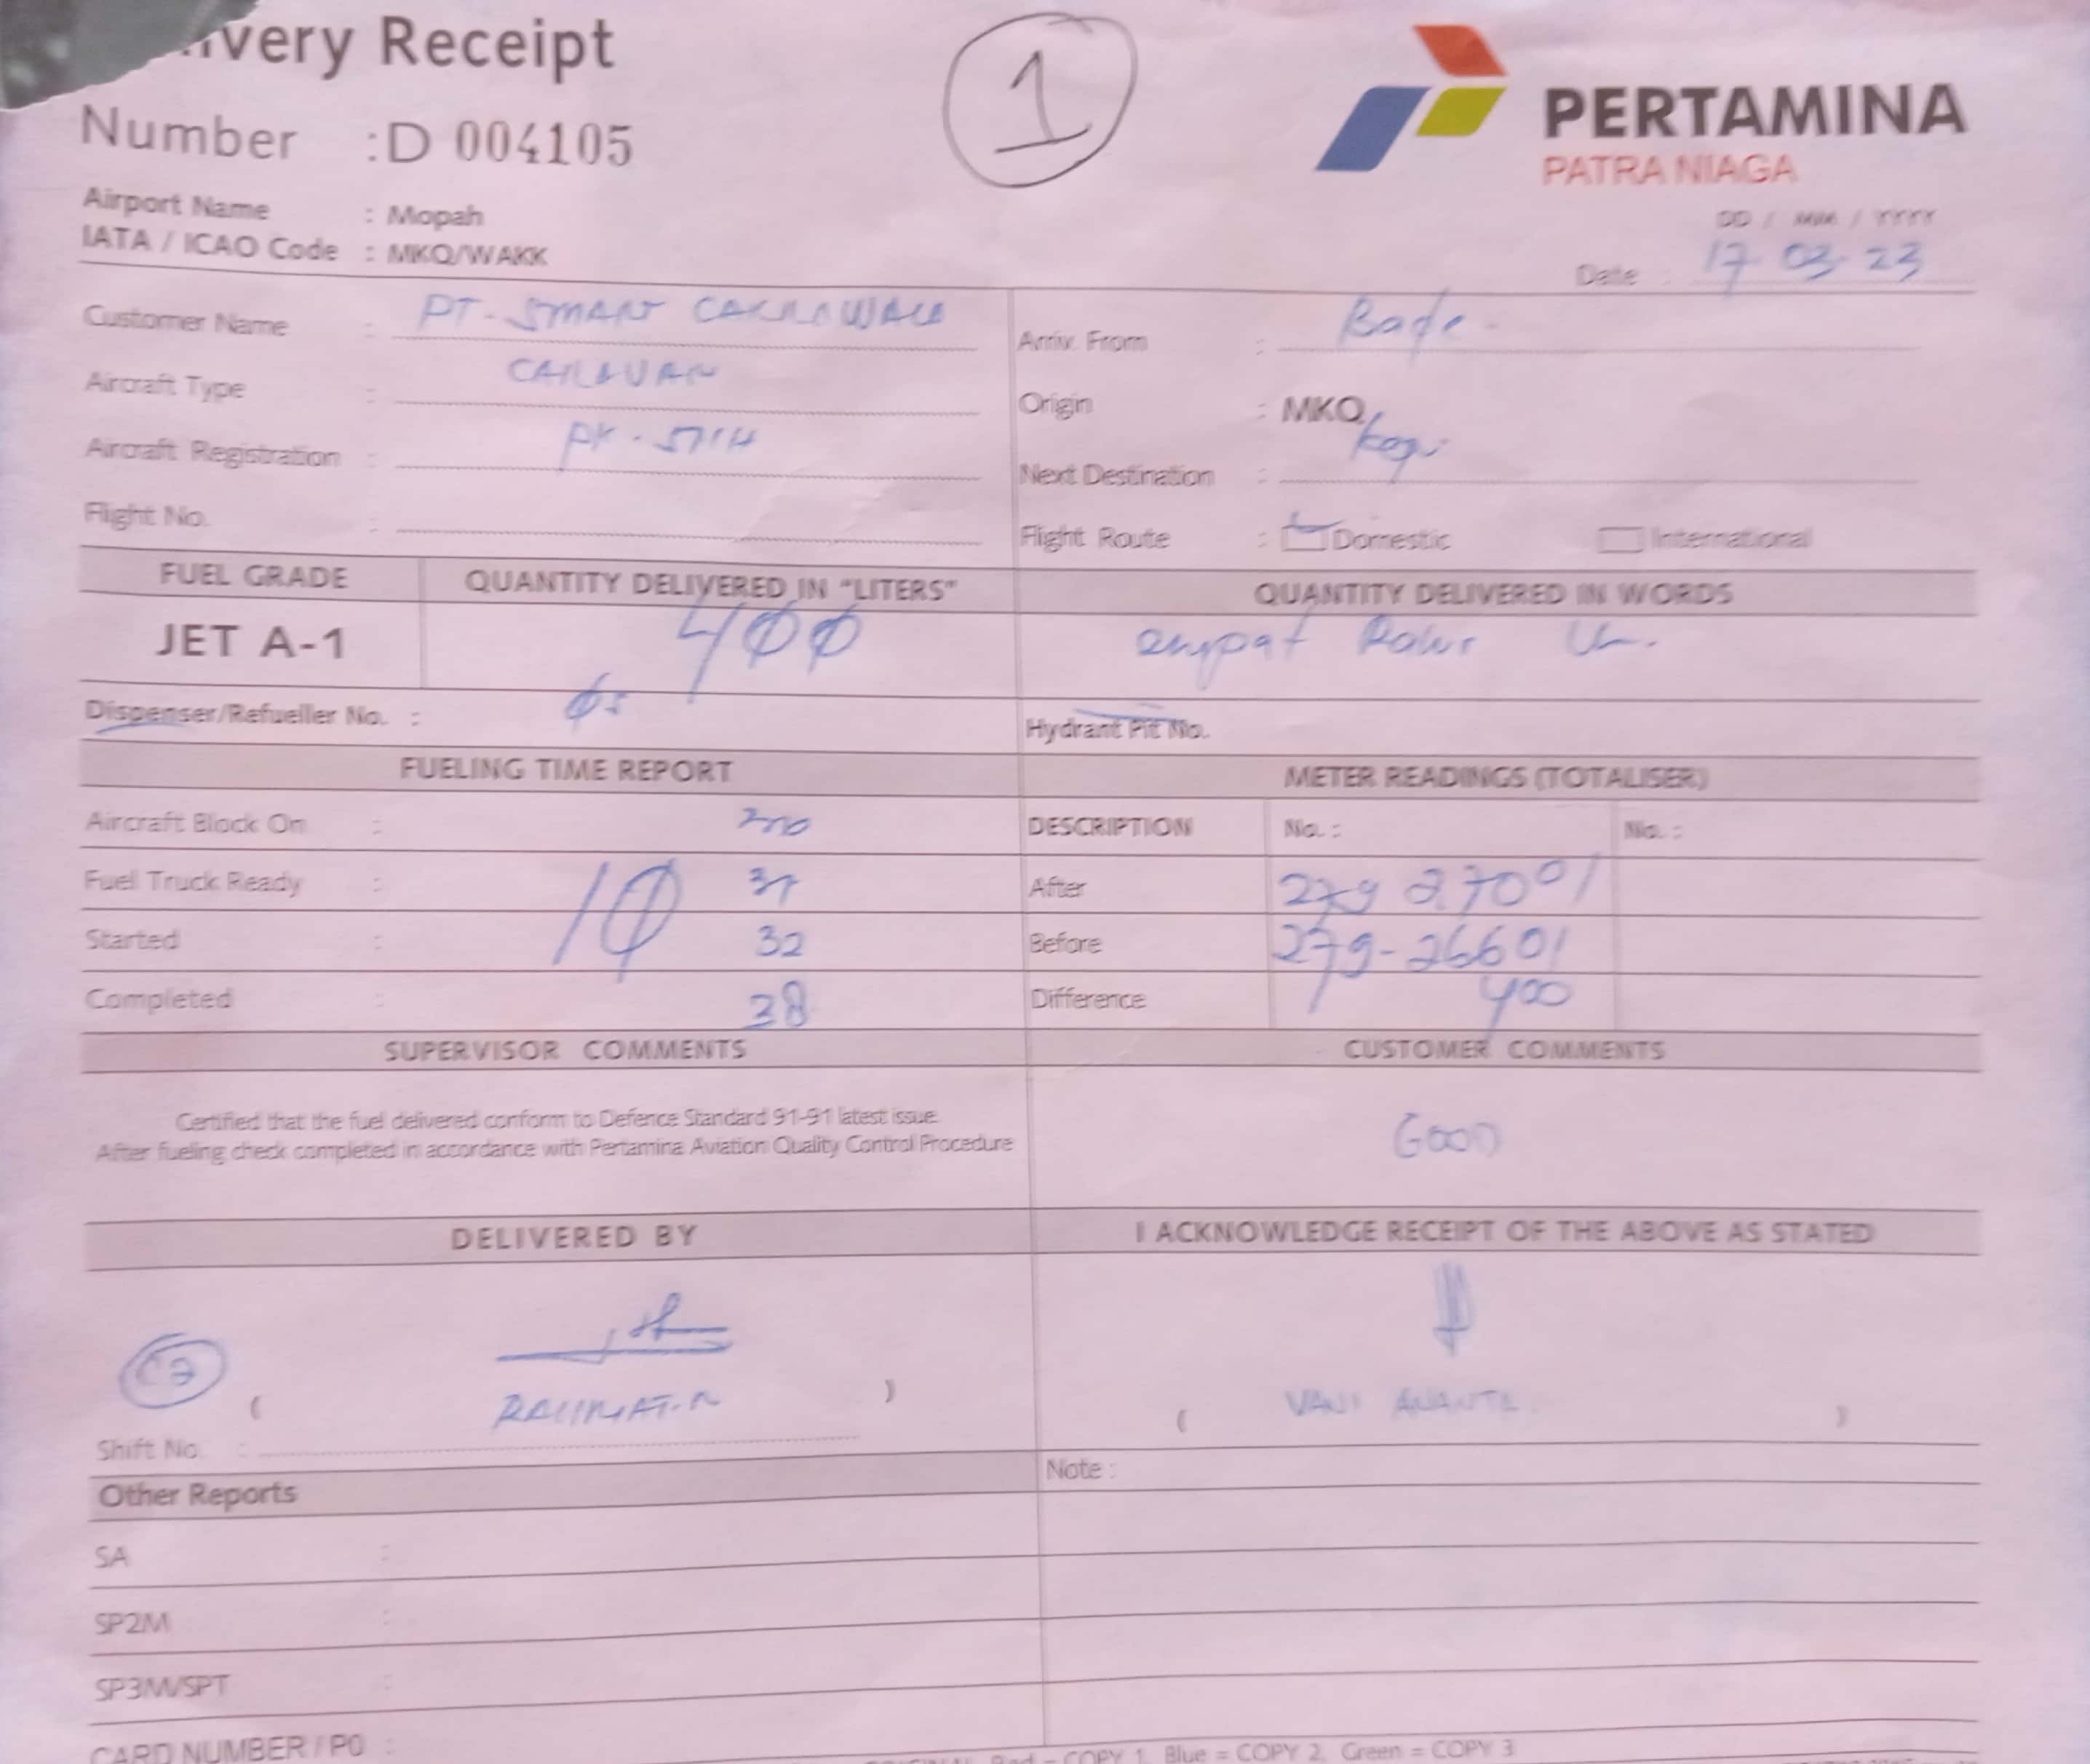 Delivery Receipt
1
PERTAMINA
PATRA NIAGA
Number : D 004105
Airport Name : Mopah
IATA / ICAO Code : MKQ/WAKK
DD / MM / YYYY
Date : 17-03-23
Customer Name : PT-SMART CAKRAWALA
Arriv. From : Bade
Aircraft Type : CARAVAN
Origin : MKQ
Aircraft Registration : PK-
Next Destination :
Flight No. :
Flight Route : Domestic International
FUEL GRADE QUANTITY DELIVERED IN "LITERS" QUANTITY DELIVERED IN WORDS
JET A-1 400 empat Ratus
Dispenser/Refueller No. : Hydrant Pit No.
FUELING TIME REPORT METER READINGS (TOTALISER)
Aircraft Block On : DESCRIPTION No. : No. :
Fuel Truck Ready : 10 31 After 279 27001
Started : 32 Before 279-26601
Completed : 38 Difference 400
SUPERVISOR COMMENTS CUSTOMER COMMENTS
Certified that the fuel delivered conform to Defence Standard 91-91 latest issue.
After fueling check completed in accordance with Pertamina Aviation Quality Control Procedure
GOOD
DELIVERED BY I ACKNOWLEDGE RECEIPT OF THE ABOVE AS STATED
( RAHMAT.N )
( ANANTA )
Shift No. :
Note :
Other Reports
SA :
SP2M :
SP3M/SPT :
CARD NUMBER / PO :
ORIGINAL, Red = COPY 1, Blue = COPY 2, Green = COPY 3